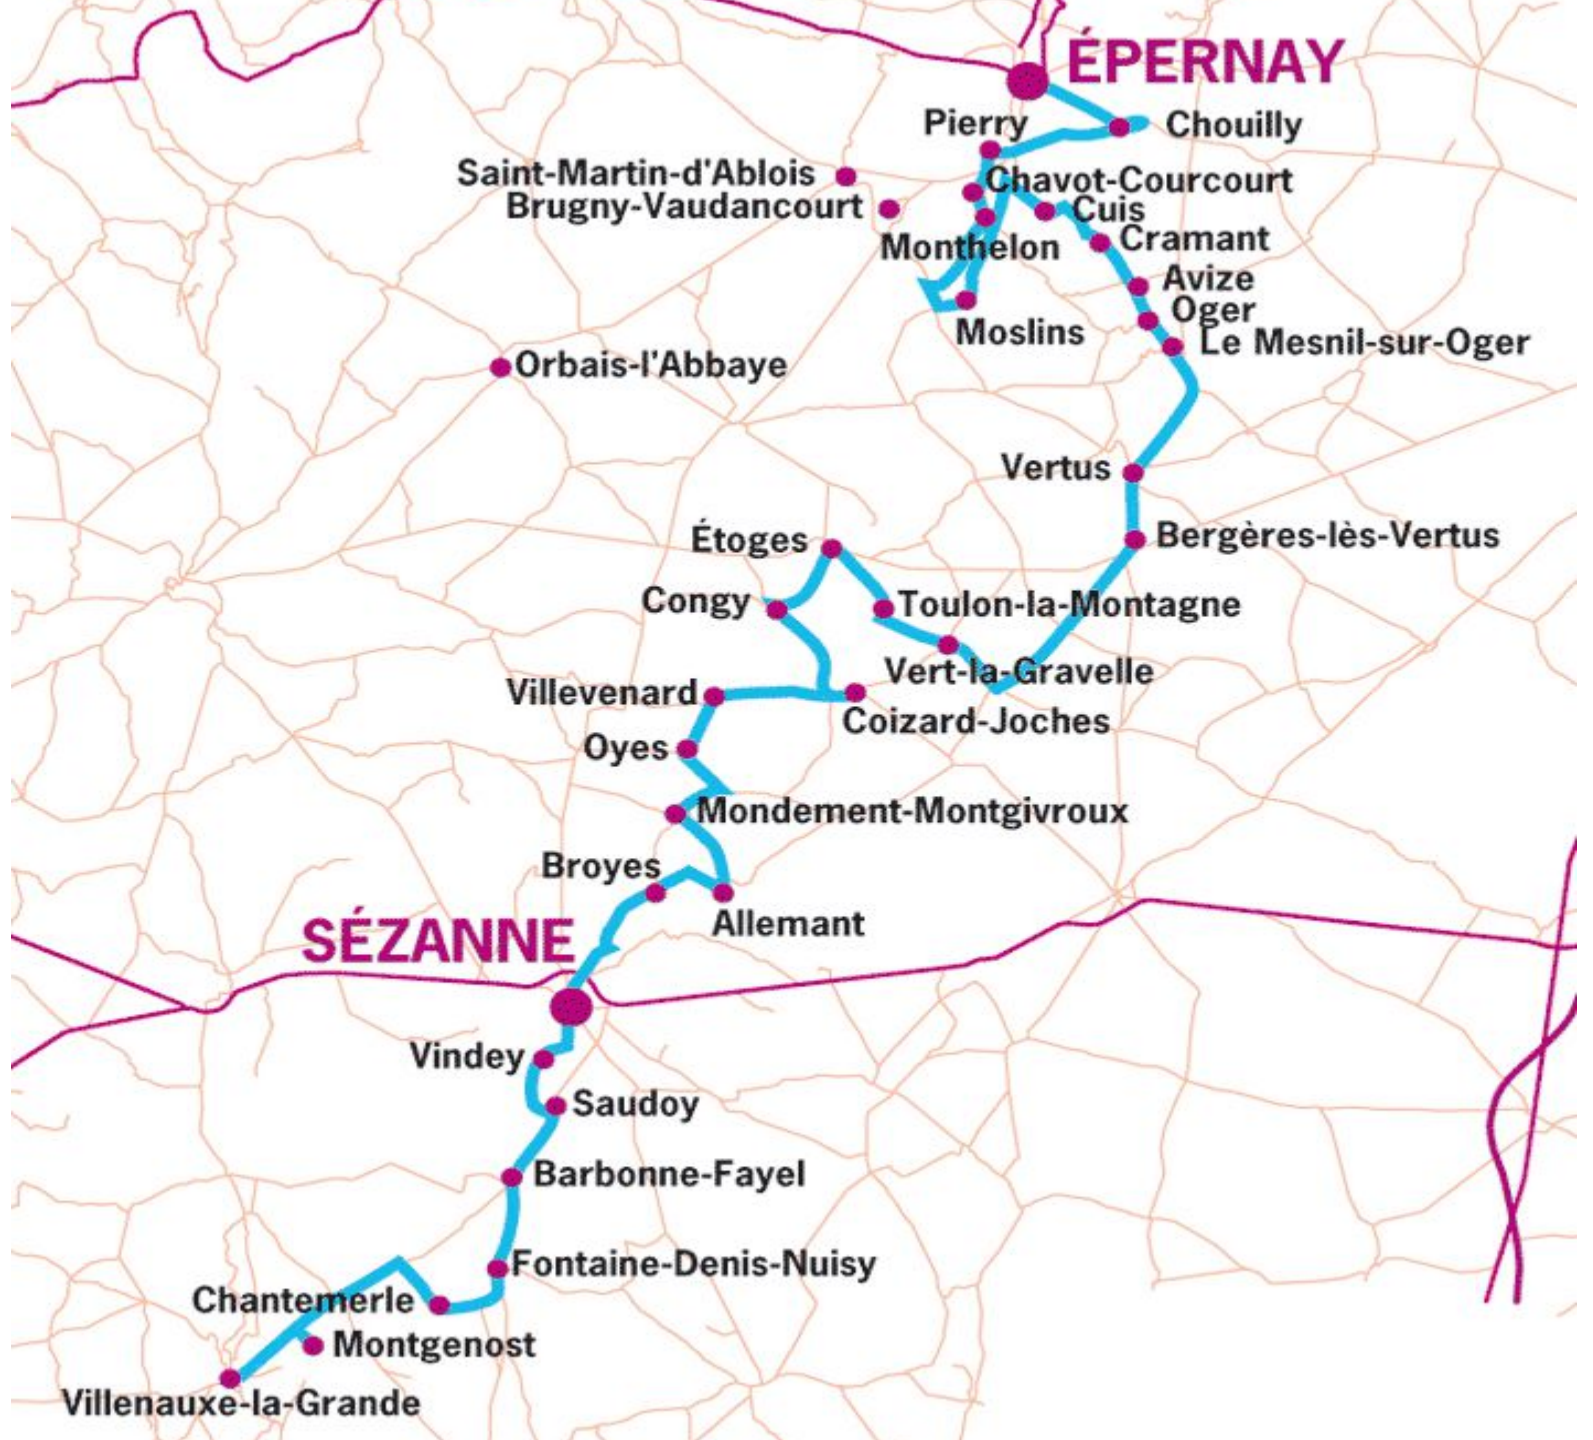 ÉPERNAY
Pierry
Chouilly
Saint-Martin-d'Ablois
Chavot-Courcourt
Brugny-Vaudancourt
Cuis
Monthelon
Cramant
Avize
Oger
Moslins
Le Mesnil-sur-Oger
Orbais-l'Abbaye
Vertus
Étoges
Bergères-lès-Vertus
Congy
Toulon-la-Montagne
Vert-la-Gravelle
Villevenard
Coizard-Joches
Oyes
Mondement-Montgivroux
Broyes
Allemant
SÉZANNE
Vindey
Saudoy
Barbonne-Fayel
Fontaine-Denis-Nuisy
Chantemerle
Montgenost
Villenauxe-la-Grande